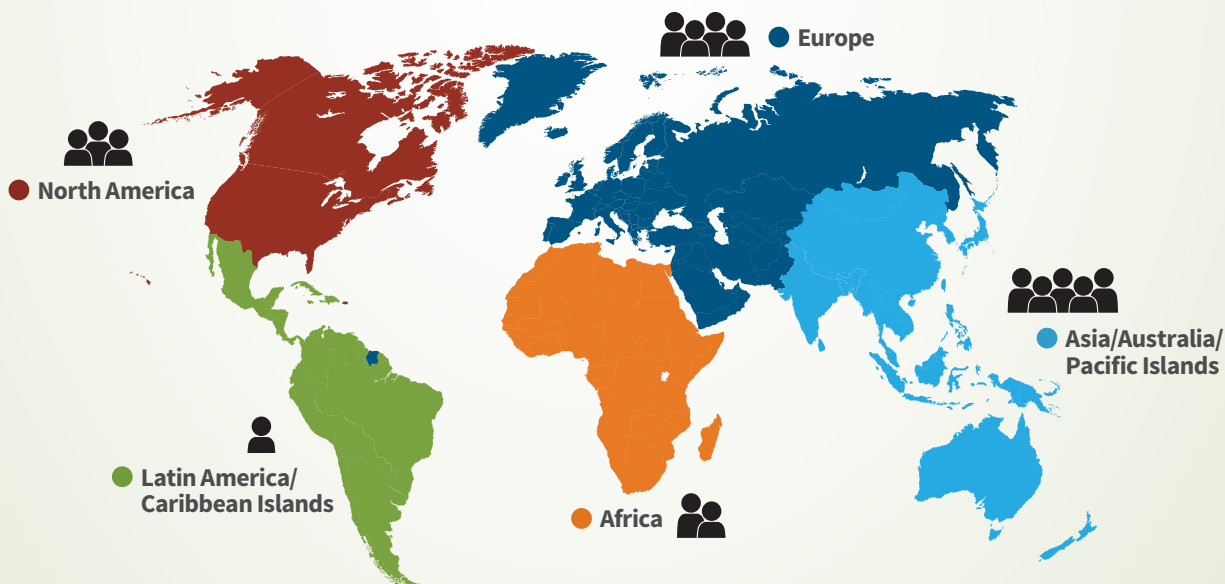 Europe
North America
Asia/Australia/
Pacific Islands
Latin America/
Caribbean Islands
Africa